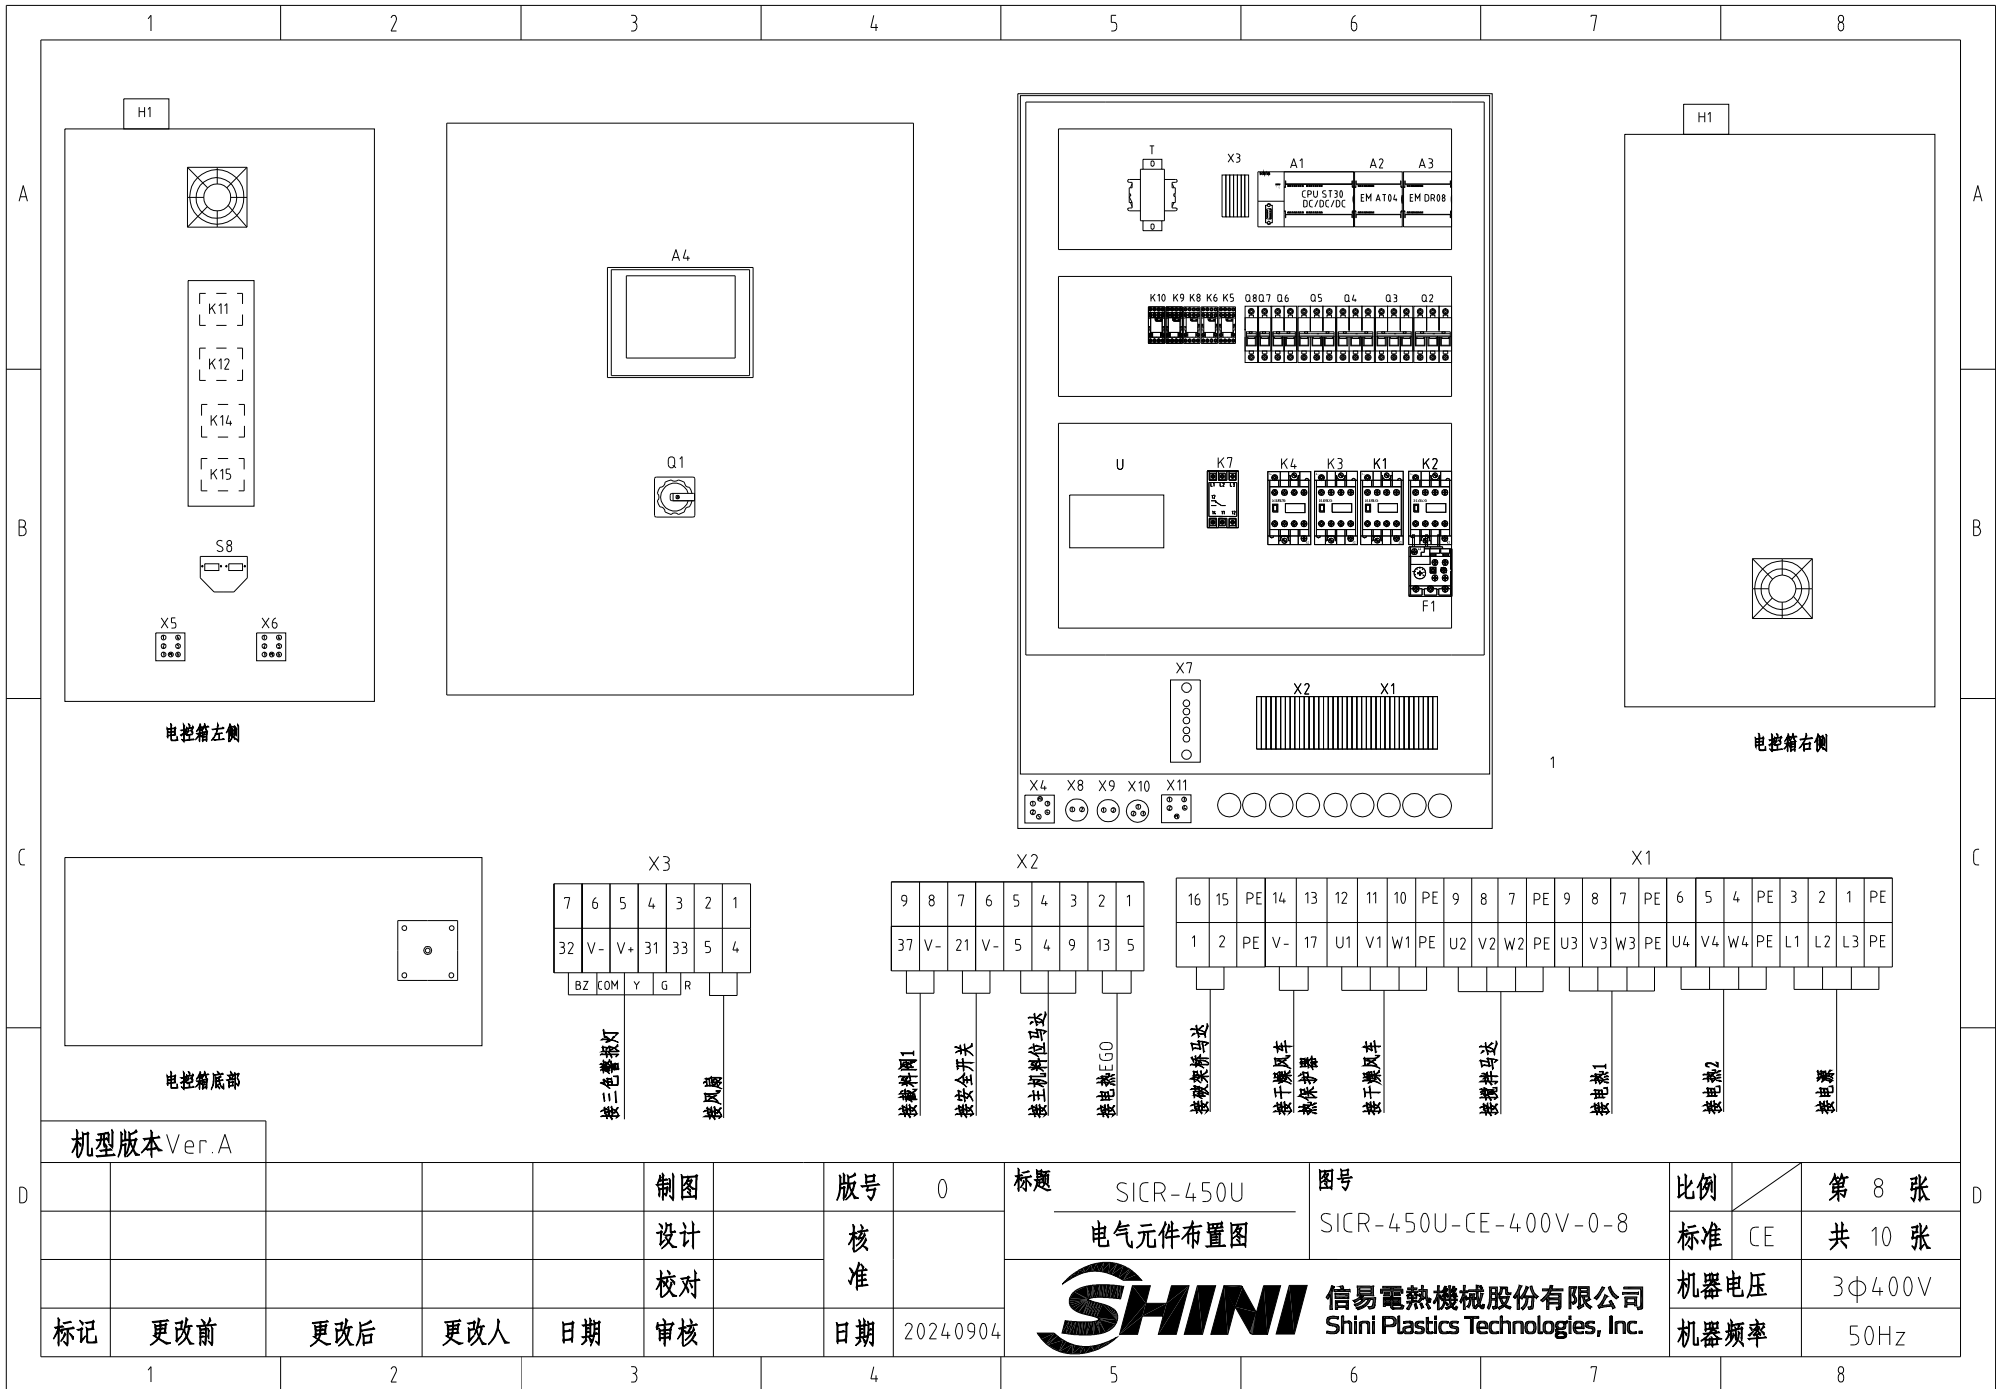 1 2 3 4 5 6 7 8
A
A
H1
K11
K12
K14
K15
S8
X5 X6
电控箱左侧
A4
Q1
T
X3
A1 A2 A3
CPU ST30
DC/DC/DC
EM AT04
EM DR08
K10 K9 K8 K6 K5 Q8 Q7 Q6 Q5 Q4 Q3 Q2
U K7 K4 K3 K1 K2
L1 L2 L3
F1
X7
X2 X1
X4 X8 X9 X10 X11
H1
电控箱右侧
1
B
B
C
C
电控箱底部
X3
7 6 5 4 3 2 1
32 V- V+ 31 33 5 4
BZ COM Y G R
接三色警报灯
接风扇
X2
9 8 7 6 5 4 3 2 1
37 V- 21 V- 5 4 9 13 5
接截料阀1
接安全开关
接主机料位马达
接电热EGO
X1
16 15 PE 14 13 12 11 10 PE 9 8 7 PE 9 8 7 PE 6 5 4 PE 3 2 1 PE
1 2 PE V- 17 U1 V1 W1 PE U2 V2 W2 PE U3 V3 W3 PE U4 V4 W4 PE L1 L2 L3 PE
接破架桥马达
接干燥风车
热保护器
接干燥风车
接搅拌马达
接电热1
接电热2
接电源
D
D
机型版本Ver.A
制图
设计
校对
审核
标记 更改前 更改后 更改人 日期
版号 0
核
准
日期 20240904
标题
SICR-450U
电气元件布置图
图号
SICR-450U-CE-400V-0-8
比例
第 8 张
标准 CE
共 10 张
机器电压 3ф400V
机器频率 50Hz
SHINI
信易電熱機械股份有限公司
Shini Plastics Technologies, Inc.
1 2 3 4 5 6 7 8